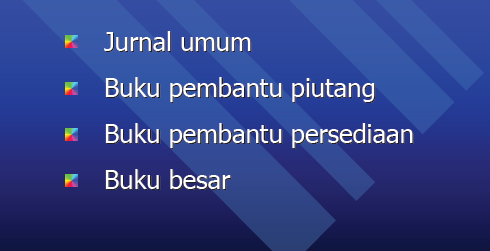 Jurnal umum
Buku pembantu piutang
Buku pembantu persediaan
Buku besar